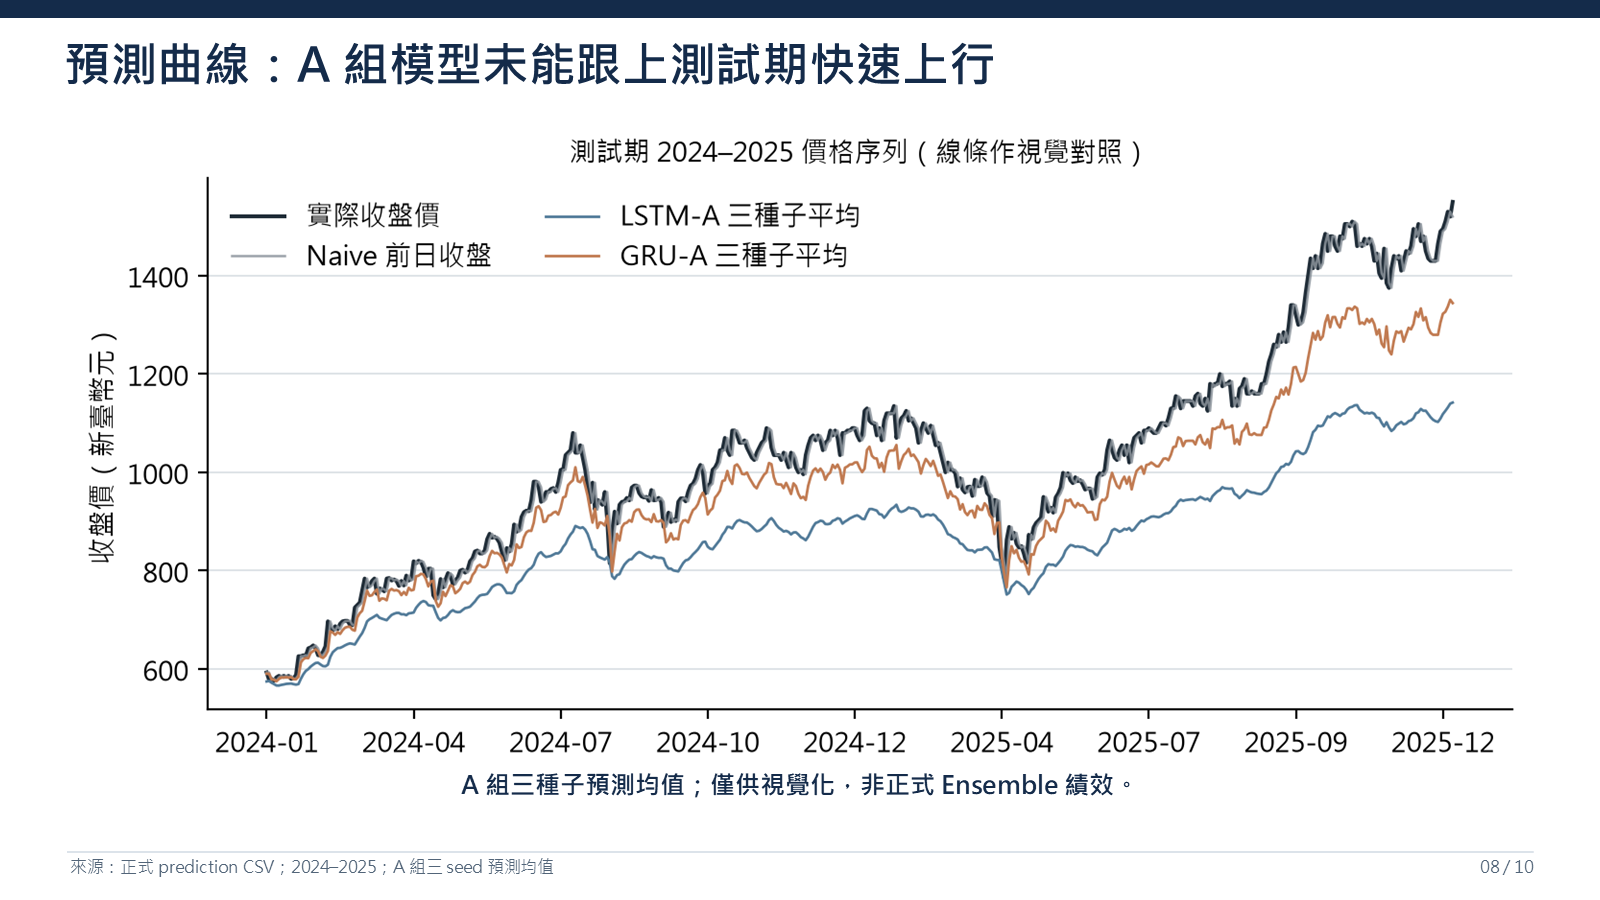 預測曲線：A 組模型未能跟上測試期快速上行
測試期 2024–2025 價格序列（線條作視覺對照）
實際收盤價
Naive 前日收盤
LSTM-A 三種子平均
GRU-A 三種子平均
收盤價（新臺幣元）
1400
1200
1000
800
600
2024-01 2024-04 2024-07 2024-10 2024-12 2025-04 2025-07 2025-09 2025-12
A 組三種子預測均值；僅供視覺化，非正式 Ensemble 績效。
來源：正式 prediction CSV；2024–2025；A 組三 seed 預測均值
08 / 10